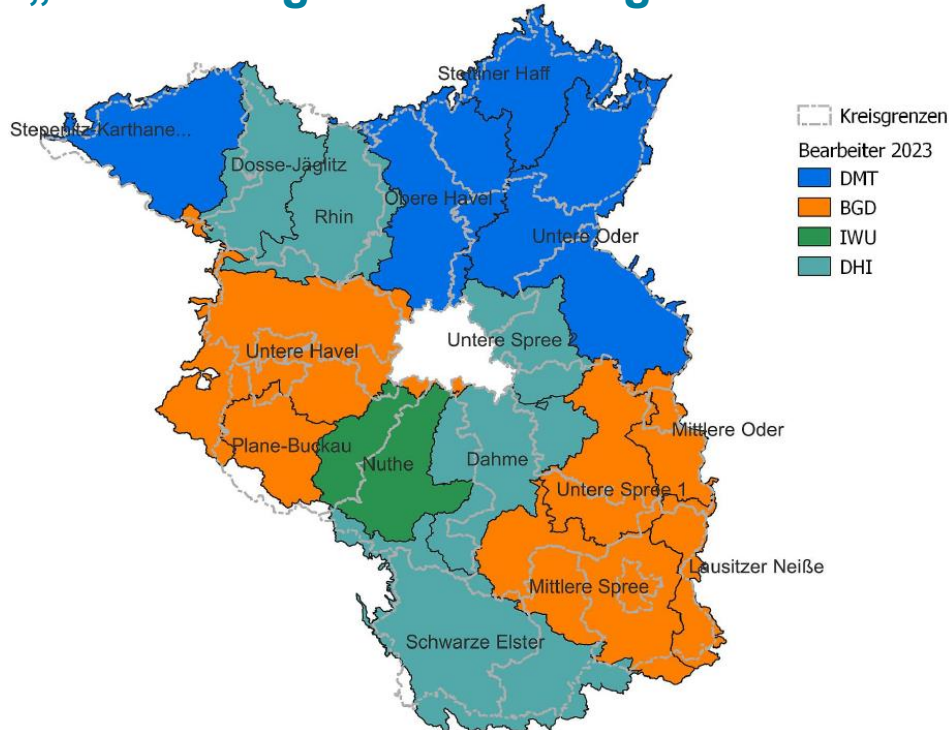 Stettiner Haff
Stepenitz-Karthane...
Dosse-Jäglitz
Obere Havel
Rhin
Untere Oder
Untere Spree 2
Untere Havel
Mittlere Oder
Plane-Buckau
Nuthe
Dahme
Untere Spree 1
Lausitzer Neiße
Mittlere Spree
Schwarze Elster
Kreisgrenzen
Bearbeiter 2023
DMT
BGD
IWU
DHI